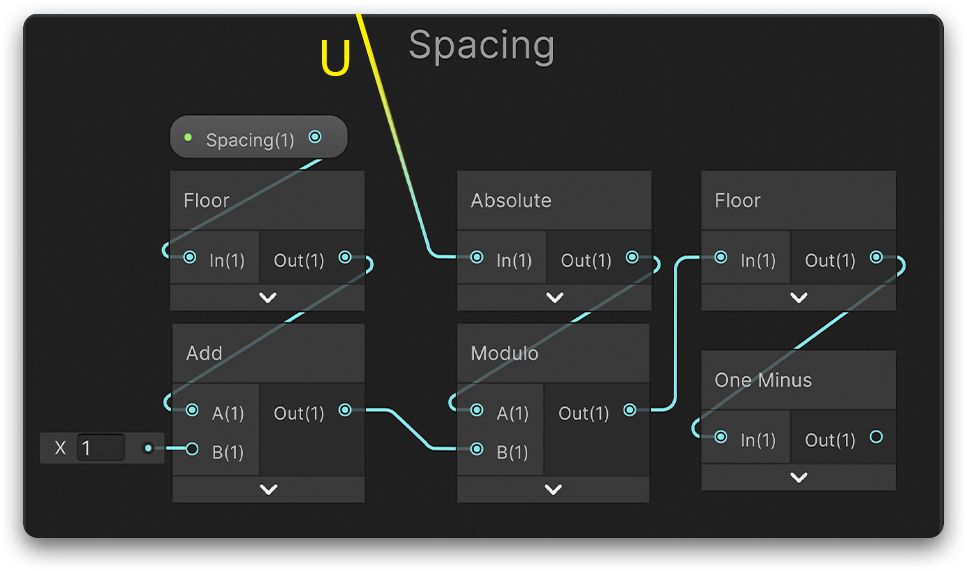 U
Spacing
Spacing(1)
Floor
In(1) Out(1)
Add
A(1) Out(1)
B(1)
X 1
Absolute
In(1) Out(1)
Modulo
A(1) Out(1)
B(1)
Floor
In(1) Out(1)
One Minus
In(1) Out(1)